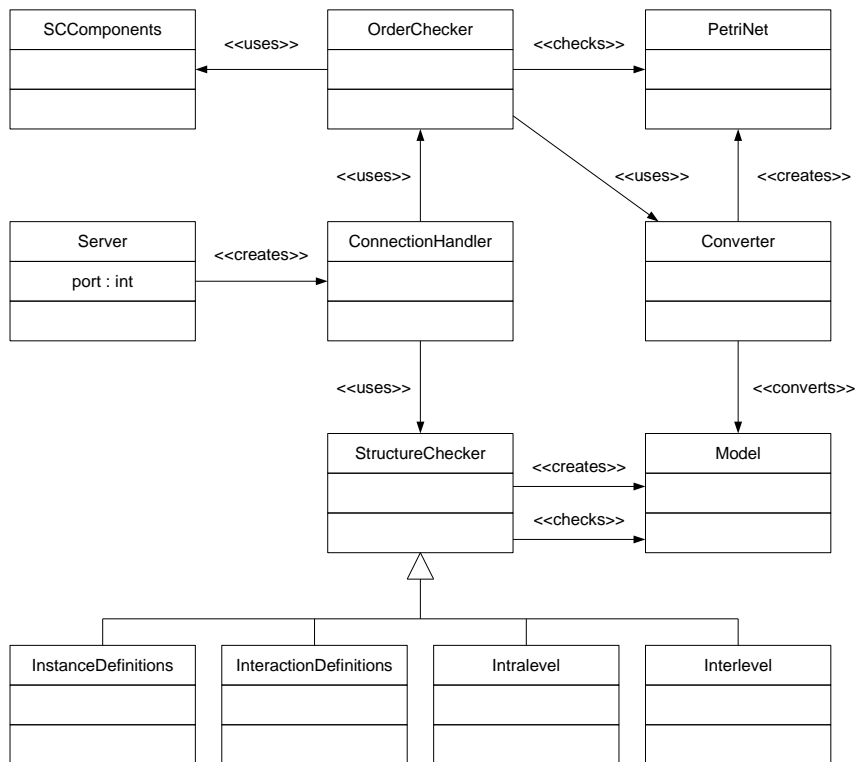 SCComponents
<<uses>>
OrderChecker
<<checks>>
PetriNet
<<uses>>
<<uses>>
<<creates>>
Server
port : int
<<creates>>
ConnectionHandler
Converter
<<uses>>
<<converts>>
StructureChecker
<<creates>>
<<checks>>
Model
InstanceDefinitions
InteractionDefinitions
Intralevel
Interlevel